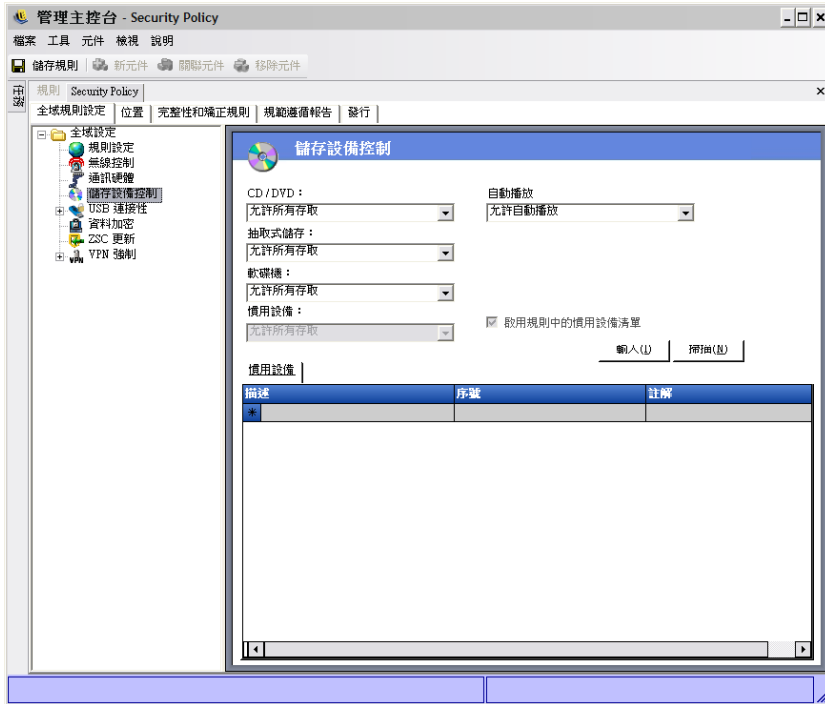 管理主控台 - Security Policy
檔案 工具 元件 檢視 說明
儲存規則 新元件 關聯元件 移除元件
工作
規則 Security Policy
全域規則設定 位置 完整性和矯正規則 規範遵循報告 發行
全域設定
規則設定
無線控制
通訊硬體
儲存設備控制
USB 連接性
資料加密
ZSC 更新
VPN 強制
儲存設備控制
CD / DVD：
允許所有存取
自動播放
允許自動播放
抽取式儲存：
允許所有存取
軟碟機：
允許所有存取
慣用設備：
允許所有存取
啟用規則中的慣用設備清單
輸入(I) 掃描(N)
慣用設備
描述 序號 註解